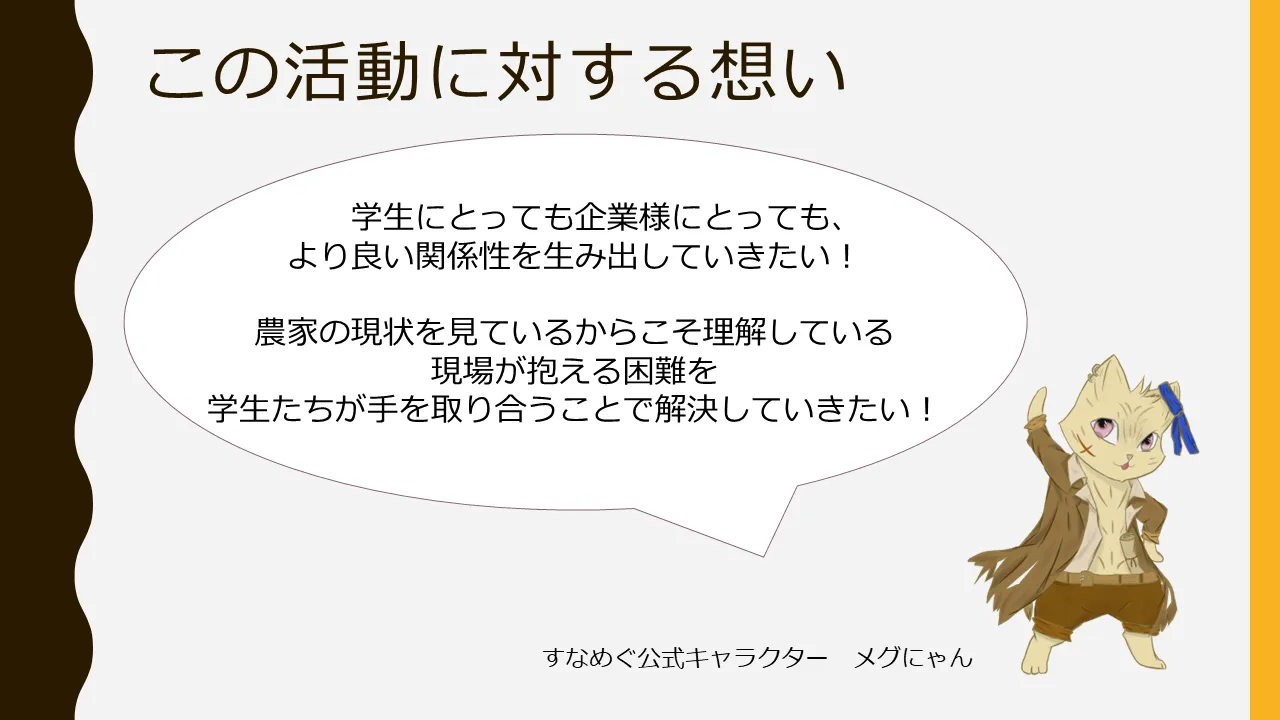 この活動に対する想い
学生にとっても企業様にとっても、
より良い関係性を生み出していきたい！
農家の現状を見ているからこそ理解している
現場が抱える困難を
学生たちが手を取り合うことで解決していきたい！
すなめぐ公式キャラクター　メグにゃん